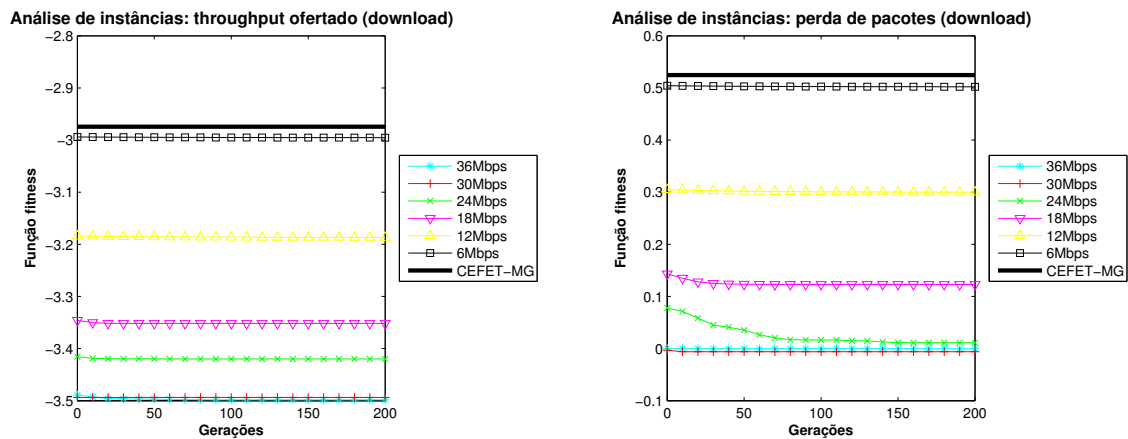 Análise de instâncias: throughput ofertado (download)
−2.8
−2.9
−3
−3.1
−3.2
−3.3
−3.4
−3.5
Função fitness
0
50
100
150
200
Gerações
36Mbps
30Mbps
24Mbps
18Mbps
12Mbps
6Mbps
CEFET−MG
Análise de instâncias: perda de pacotes (download)
0.6
0.5
0.4
0.3
0.2
0.1
0
−0.1
Função fitness
0
50
100
150
200
Gerações
36Mbps
30Mbps
24Mbps
18Mbps
12Mbps
6Mbps
CEFET−MG